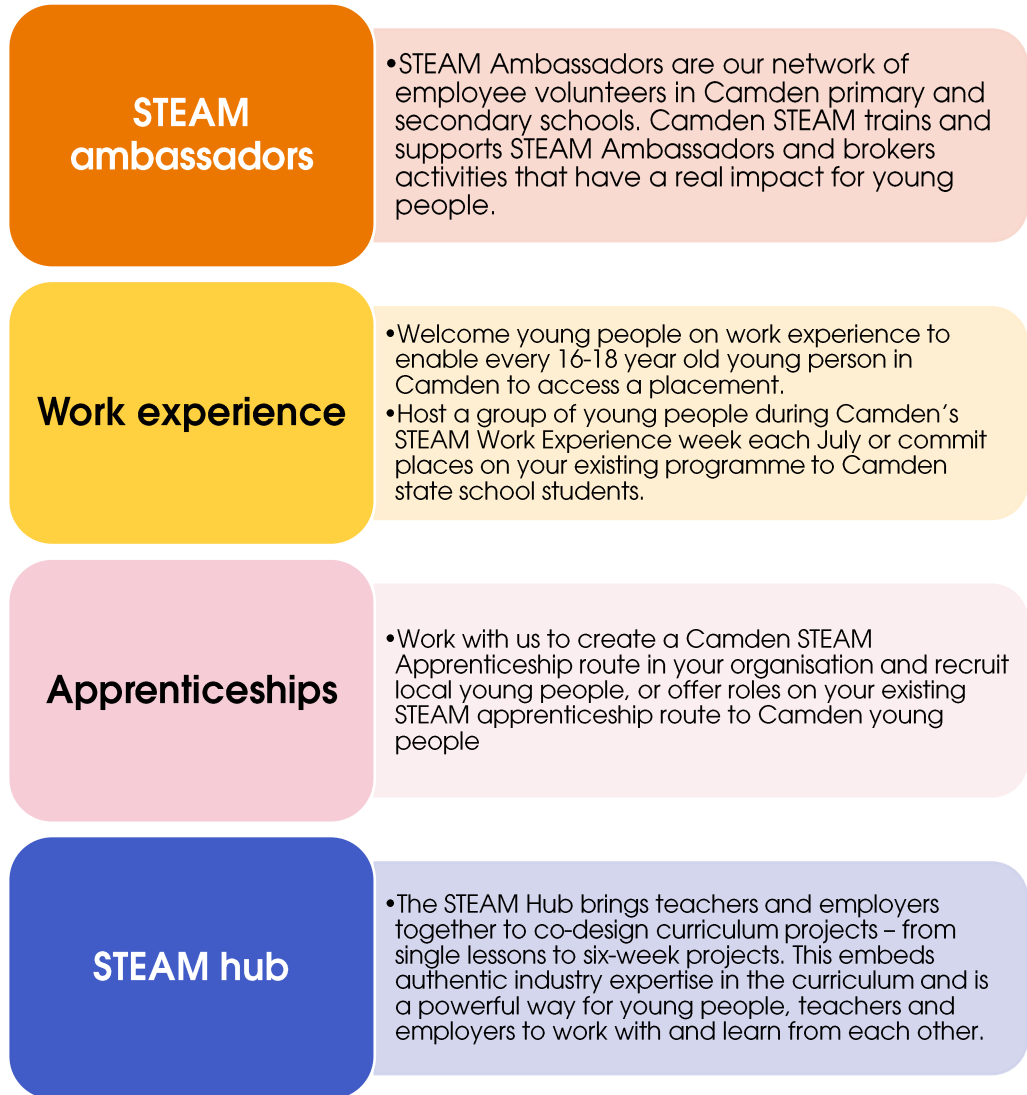 STEAM
ambassadors
•STEAM Ambassadors are our network of
employee volunteers in Camden primary and
secondary schools. Camden STEAM trains and
supports STEAM Ambassadors and brokers
activities that have a real impact for young
people.
Work experience
•Welcome young people on work experience to
enable every 16-18 year old young person in
Camden to access a placement.
•Host a group of young people during Camden's
STEAM Work Experience week each July or commit
places on your existing programme to Camden
state school students.
Apprenticeships
•Work with us to create a Camden STEAM
Apprenticeship route in your organisation and recruit
local young people, or offer roles on your existing
STEAM apprenticeship route to Camden young
people
STEAM hub
•The STEAM Hub brings teachers and employers
together to co-design curriculum projects – from
single lessons to six-week projects. This embeds
authentic industry expertise in the curriculum and is
a powerful way for young people, teachers and
employers to work with and learn from each other.